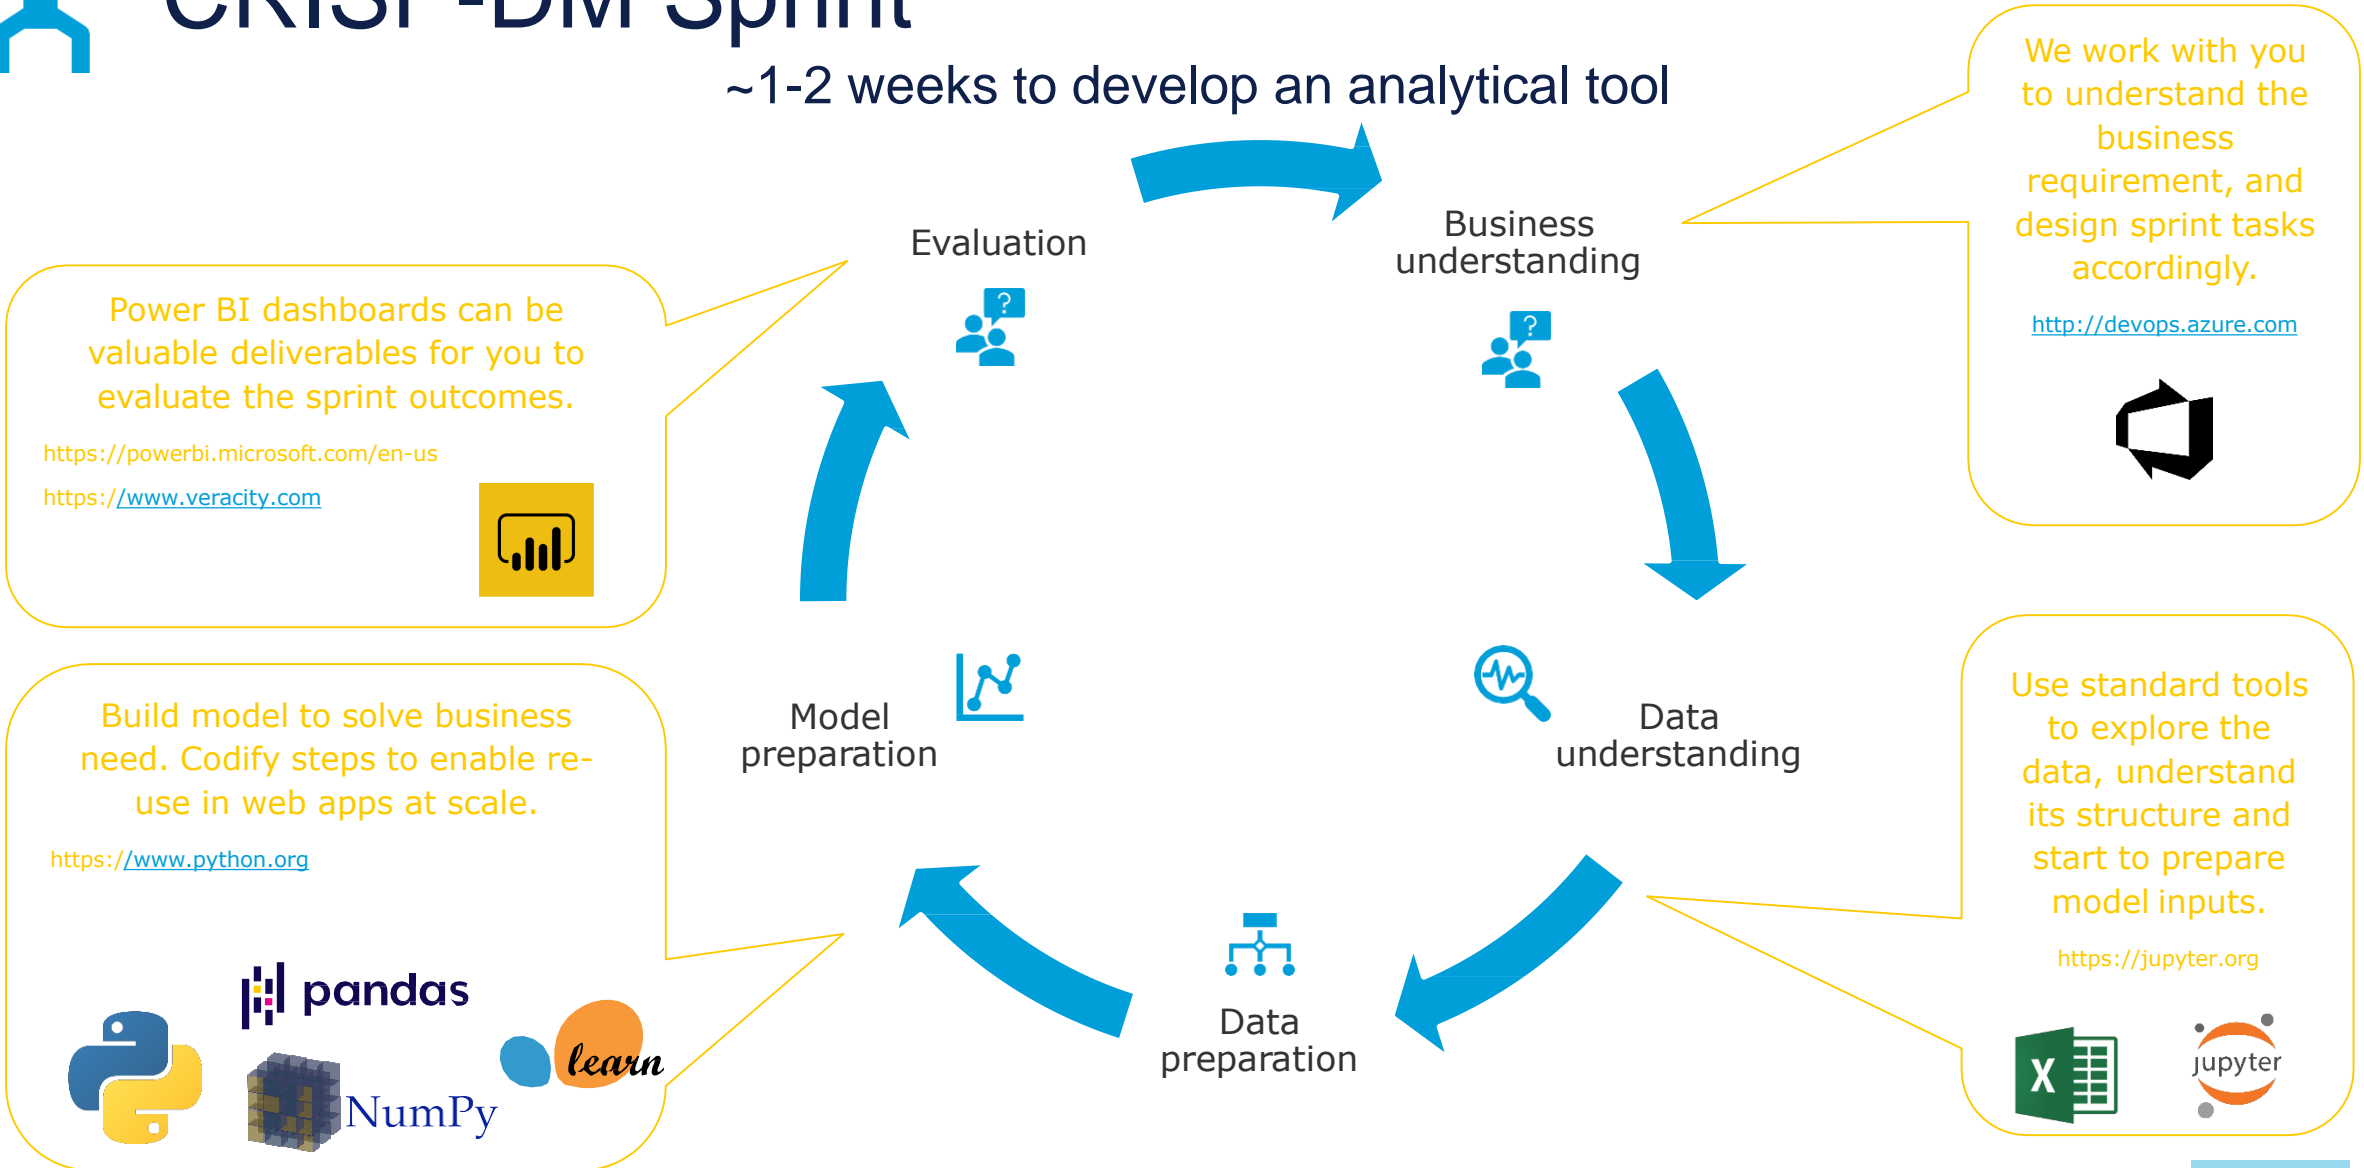 CRISP-DM Sprint
~1-2 weeks to develop an analytical tool
We work with you
to understand the
business
requirement, and
design sprint tasks
accordingly.
http://devops.azure.com
Evaluation
?
Business
understanding
?
Power BI dashboards can be
valuable deliverables for you to
evaluate the sprint outcomes.
https://powerbi.microsoft.com/en-us
https://www.veracity.com
Model
preparation
Data
understanding
Build model to solve business
need. Codify steps to enable re-
use in web apps at scale.
https://www.python.org
pandas
learn
NumPy
Data
preparation
Use standard tools
to explore the
data, understand
its structure and
start to prepare
model inputs.
https://jupyter.org
X
jupyter